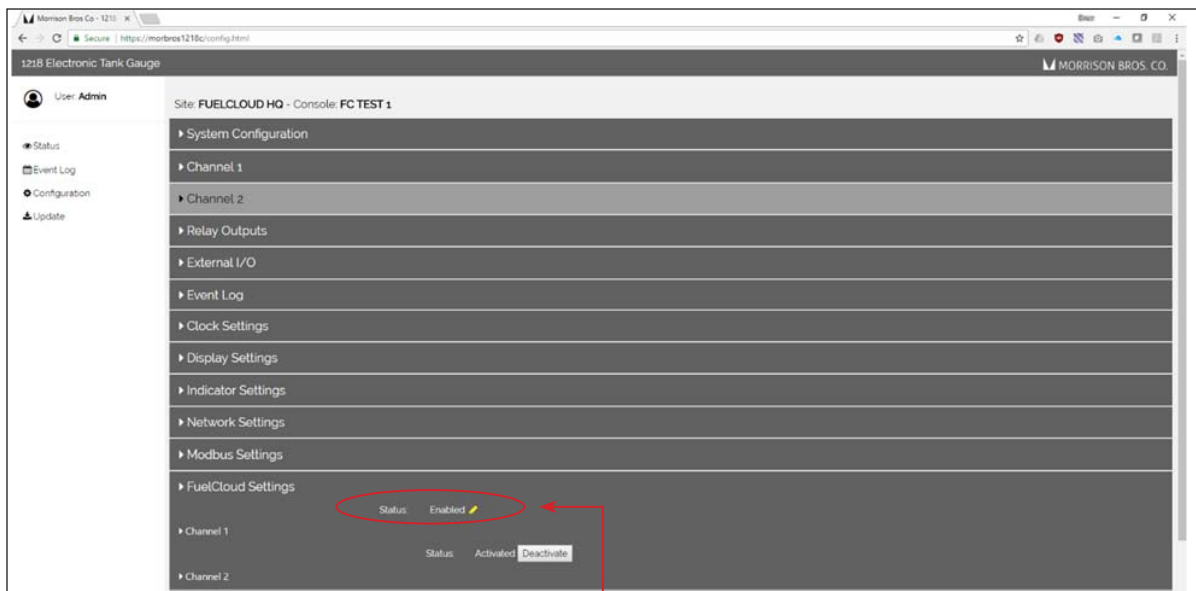 Morrison Bros Co - 1218
Secure | https://morbros1218c/config.html
1218 Electronic Tank Gauge
MORRISON BROS. CO.
User: Admin
Site: FUELCLOUD HQ - Console: FC TEST 1
Status
Event Log
Configuration
Update
System Configuration
Channel 1
Channel 2
Relay Outputs
External I/O
Event Log
Clock Settings
Display Settings
Indicator Settings
Network Settings
Modbus Settings
FuelCloud Settings
Status: Enabled
Channel 1
Status: Activated Deactivate
Channel 2